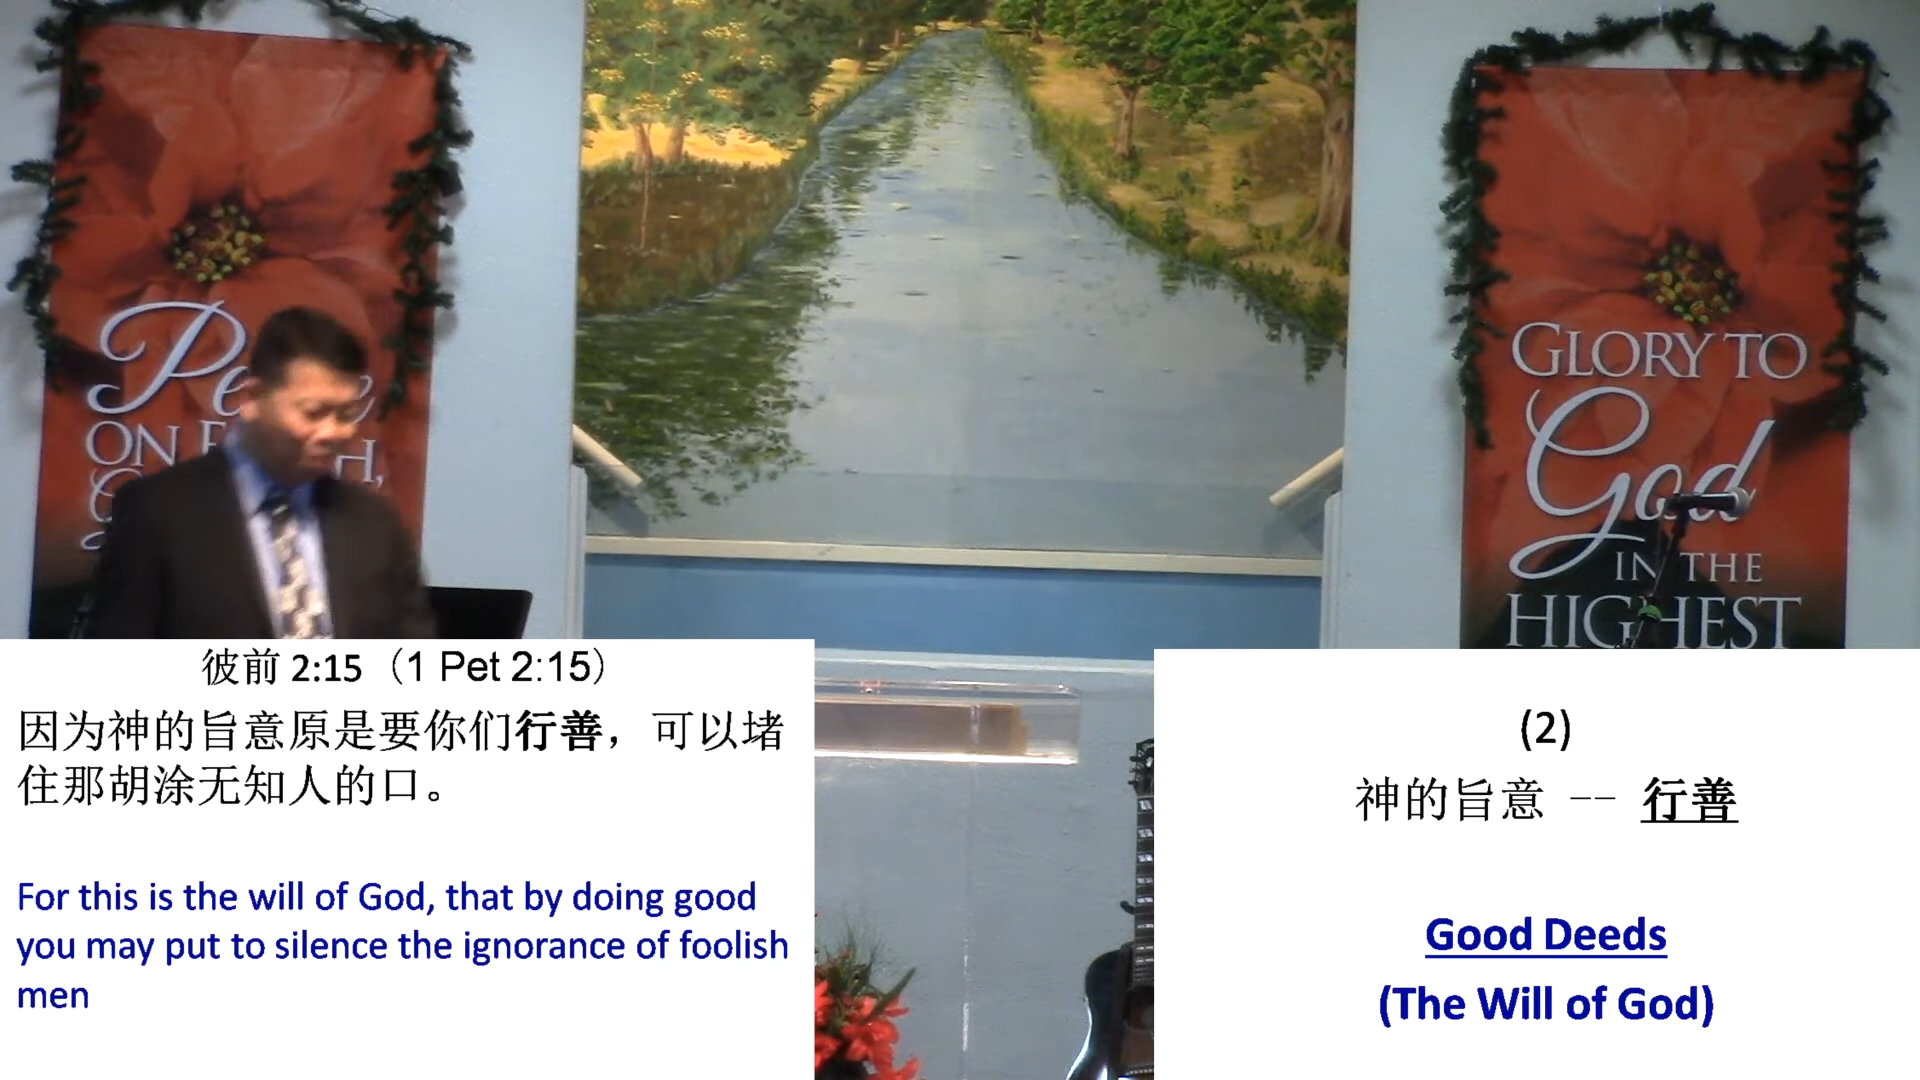 ON E
H,
GLORY TO
God
IN THE
HIGHEST
彼前 2:15（1 Pet 2:15）
因为神的旨意原是要你们行善，可以堵
住那胡涂无知人的口。
For this is the will of God, that by doing good
you may put to silence the ignorance of foolish
men
(2)
神的旨意 -- 行善
Good Deeds
(The Will of God)